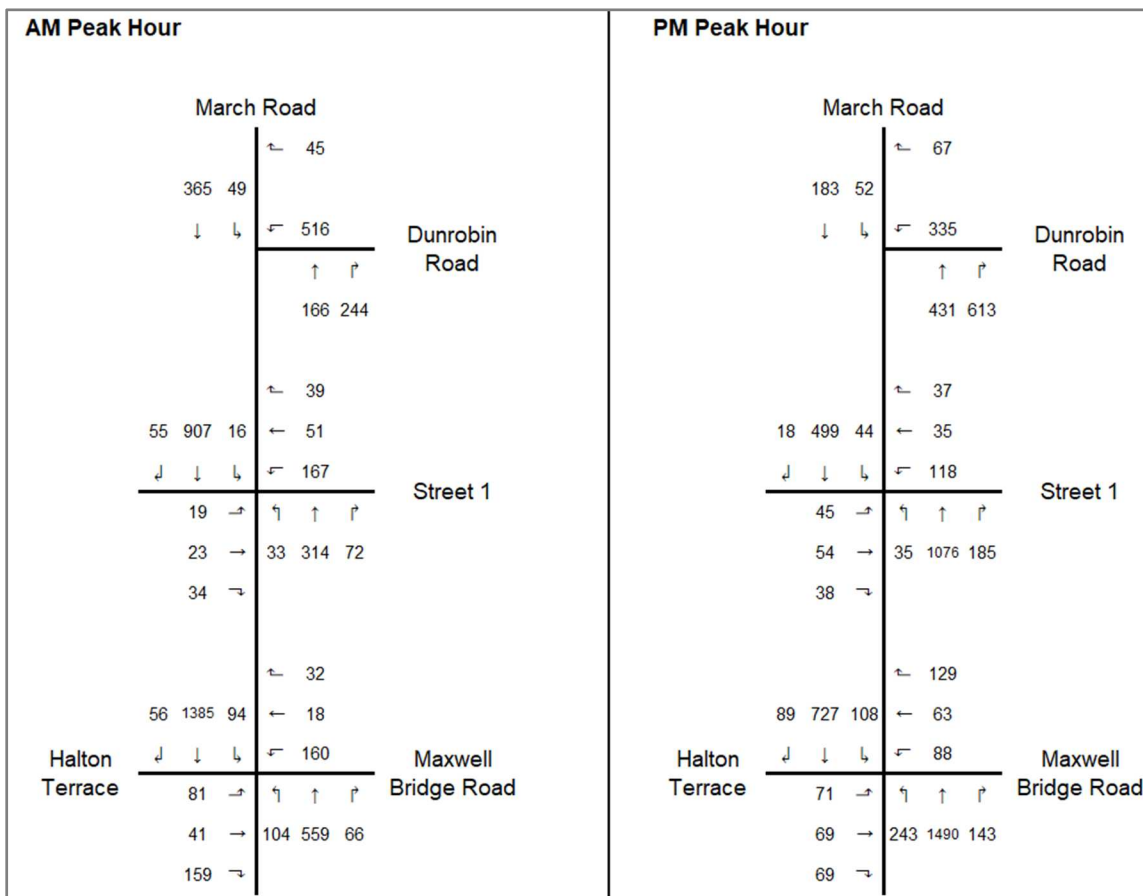 AM Peak Hour
March Road
↰ 45
365 49
↓ ↳
↰ 516
Dunrobin
Road
↑ ↱
166 244
39
55 907 16 ← 51
↲ ↓ ↳ 167
Street 1
19 ↰ ↑ ↱
23 → 33 314 72
34
32
56 1385 94 ← 18
↲ ↓ ↳ 160
Halton
Terrace
Maxwell
Bridge Road
81 ↰ ↑ ↱
41 → 104 559 66
159
PM Peak Hour
March Road
67
183 52
↓ ↳
335
Dunrobin
Road
↑ ↱
431 613
37
18 499 44 ← 35
↲ ↓ ↳ 118
Street 1
45 ↰ ↑ ↱
54 → 35 1076 185
38
129
89 727 108 ← 63
↲ ↓ ↳ 88
Maxwell
Bridge Road
71 ↰ ↑ ↱
69 → 243 1490 143
69